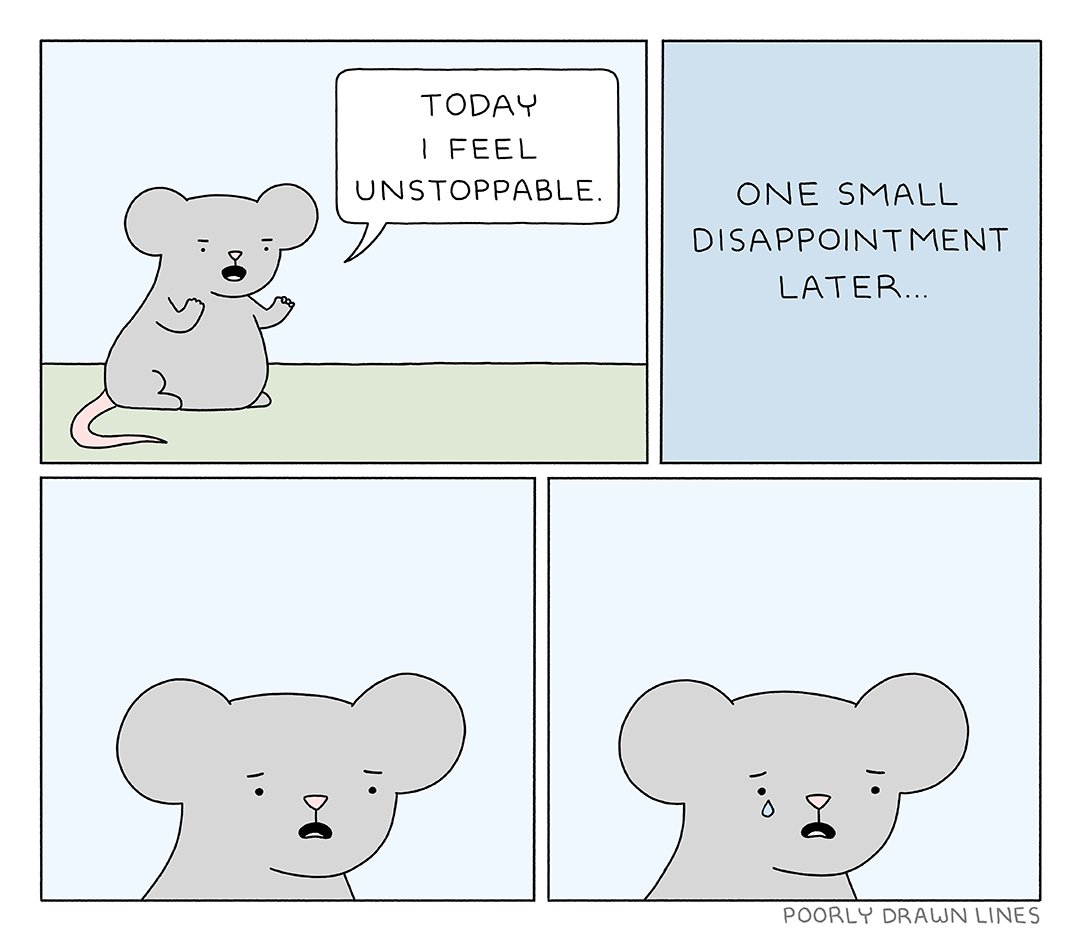 TODAY
I FEEL
UNSTOPPABLE.
ONE SMALL
DISAPPOINTMENT
LATER...
POORLY DRAWN LINES